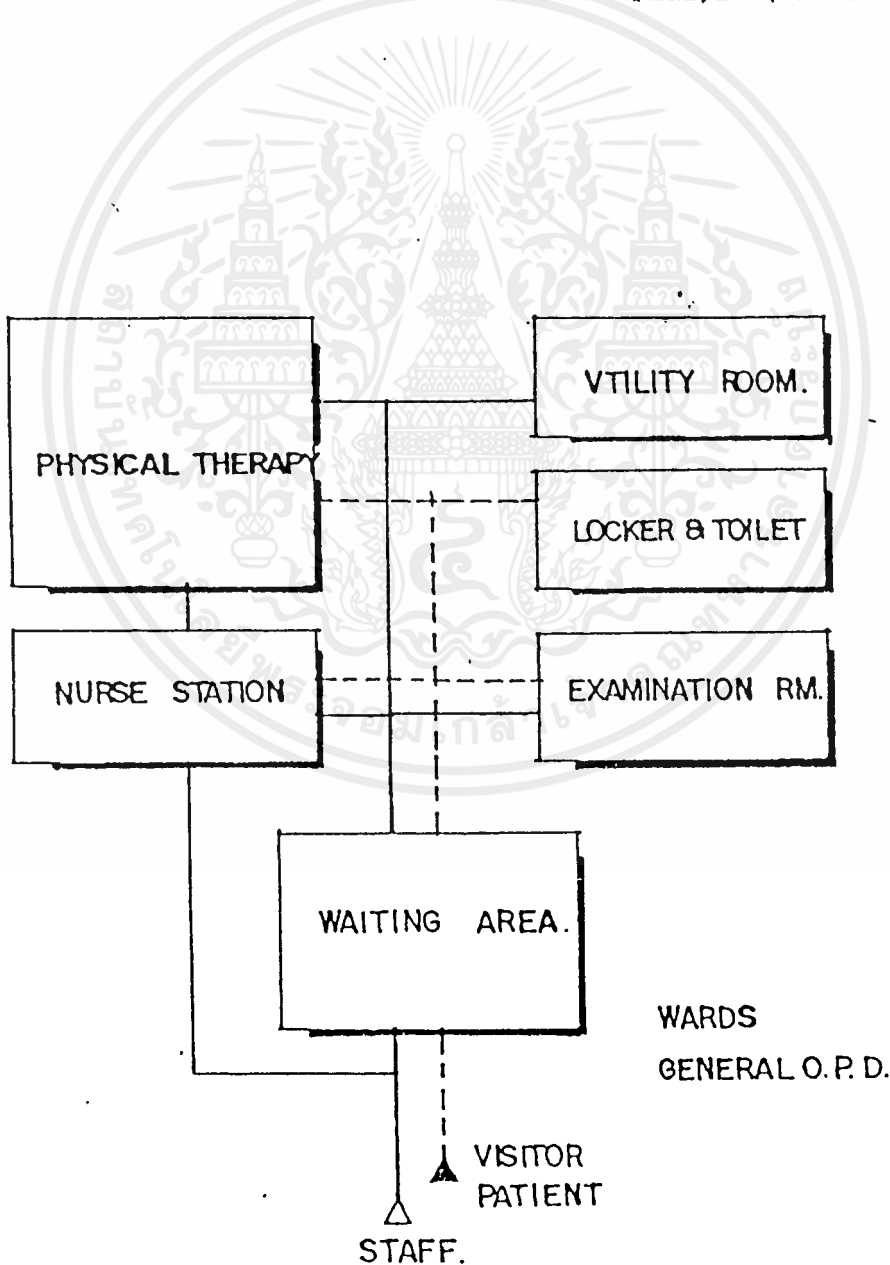 PHYSICAL THERAPY
VTILITY ROOM.
LOCKER & TOILET
NURSE STATION
EXAMINATION RM.
WAITING AREA.
WARDS
GENERAL O.P.D.
VISITOR
PATIENT
STAFF.